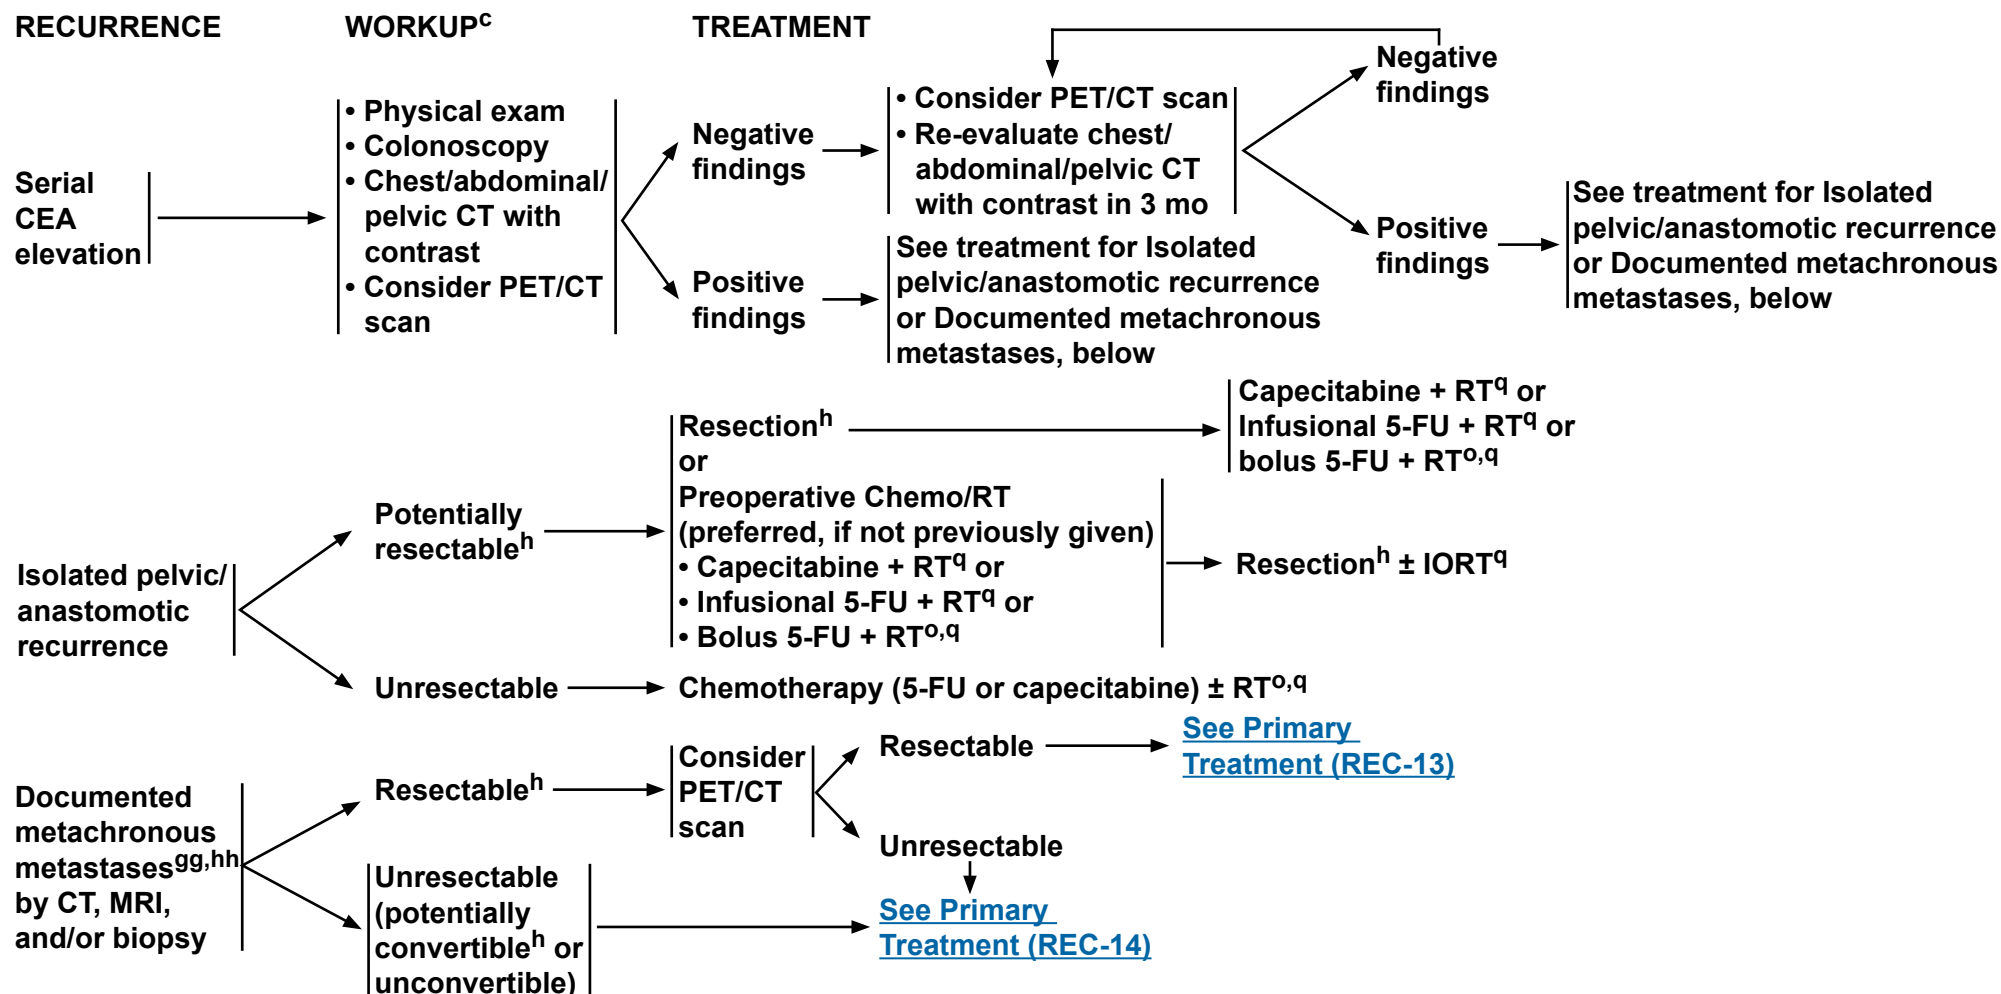 RECURRENCE
WORKUPc
TREATMENT
Serial
CEA
elevation
• Physical exam
• Colonoscopy
• Chest/abdominal/
pelvic CT with
contrast
• Consider PET/CT
scan
Negative
findings
• Consider PET/CT scan
• Re-evaluate chest/
abdominal/pelvic CT
with contrast in 3 mo
Negative
findings
Positive
findings
See treatment for Isolated
pelvic/anastomotic recurrence
or Documented metachronous
metastases, below
Positive
findings
See treatment for Isolated
pelvic/anastomotic recurrence
or Documented metachronous
metastases, below
Isolated pelvic/
anastomotic
recurrence
Potentially
resectableh
Resectionh
or
Preoperative Chemo/RT
(preferred, if not previously given)
• Capecitabine + RTq or
• Infusional 5-FU + RTq or
• Bolus 5-FU + RTo,q
Capecitabine + RTq or
Infusional 5-FU + RTq or
bolus 5-FU + RTo,q
Resectionh ± IORTq
Unresectable
Chemotherapy (5-FU or capecitabine) ± RTo,q
Documented
metachronous
metastasesgg,hh
by CT, MRI,
and/or biopsy
Resectableh
Consider
PET/CT
scan
Resectable
See Primary
Treatment (REC-13)
Unresectable
Unresectable
(potentially
convertibleh or
unconvertible)
See Primary
Treatment (REC-14)